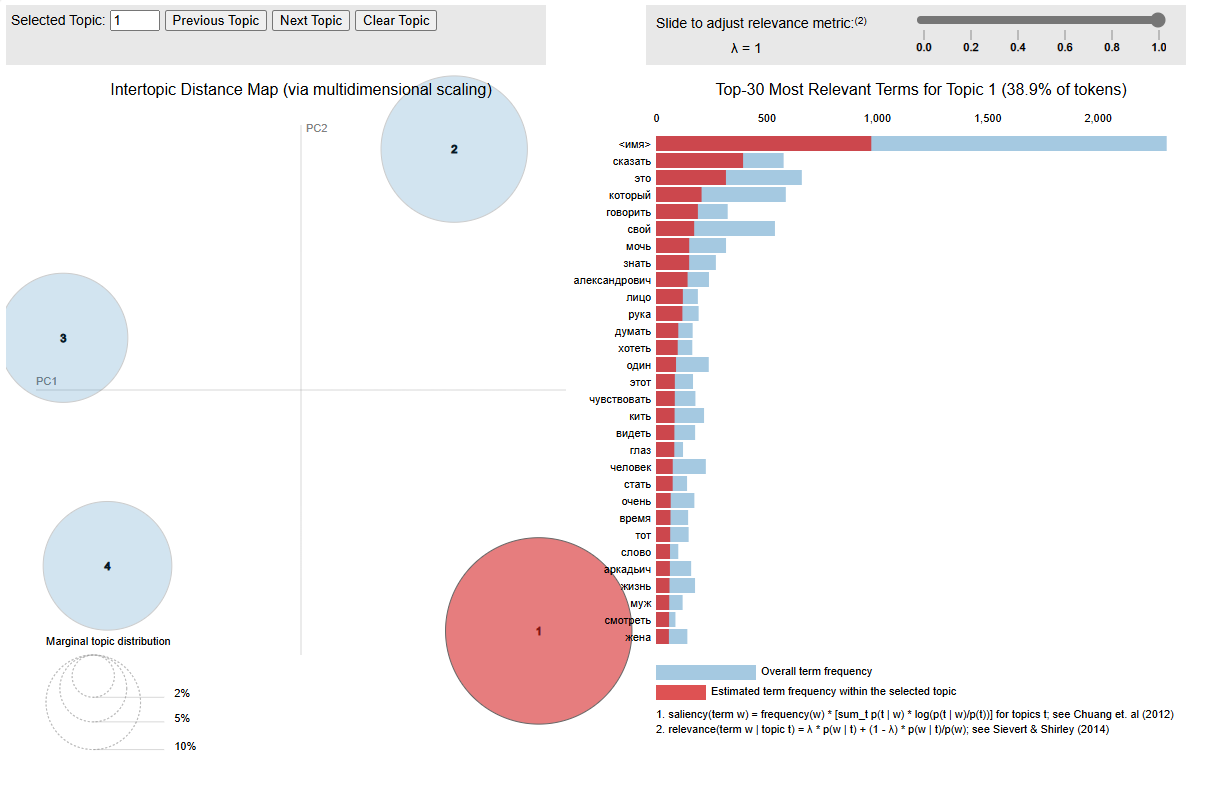 Selected Topic: 1 Previous Topic Next Topic Clear Topic
Slide to adjust relevance metric:(2)
λ = 1
0.0 0.2 0.4 0.6 0.8 1.0
Intertopic Distance Map (via multidimensional scaling)
PC2
PC1
2
3
4
1
Marginal topic distribution
2%
5%
10%
Top-30 Most Relevant Terms for Topic 1 (38.9% of tokens)
0 500 1,000 1,500 2,000
<имя>
сказать
это
который
говорить
свой
мочь
знать
александрович
лицо
рука
думать
хотеть
один
этот
чувствовать
кить
видеть
глаз
человек
стать
очень
время
тот
слово
аркадьич
жизнь
муж
смотреть
жена
Overall term frequency
Estimated term frequency within the selected topic
1. saliency(term w) = frequency(w) * [sum_t p(t | w) * log(p(t | w)/p(t))] for topics t; see Chuang et. al (2012)
2. relevance(term w | topic t) = λ * p(w | t) + (1 - λ) * p(w | t)/p(w); see Sievert & Shirley (2014)